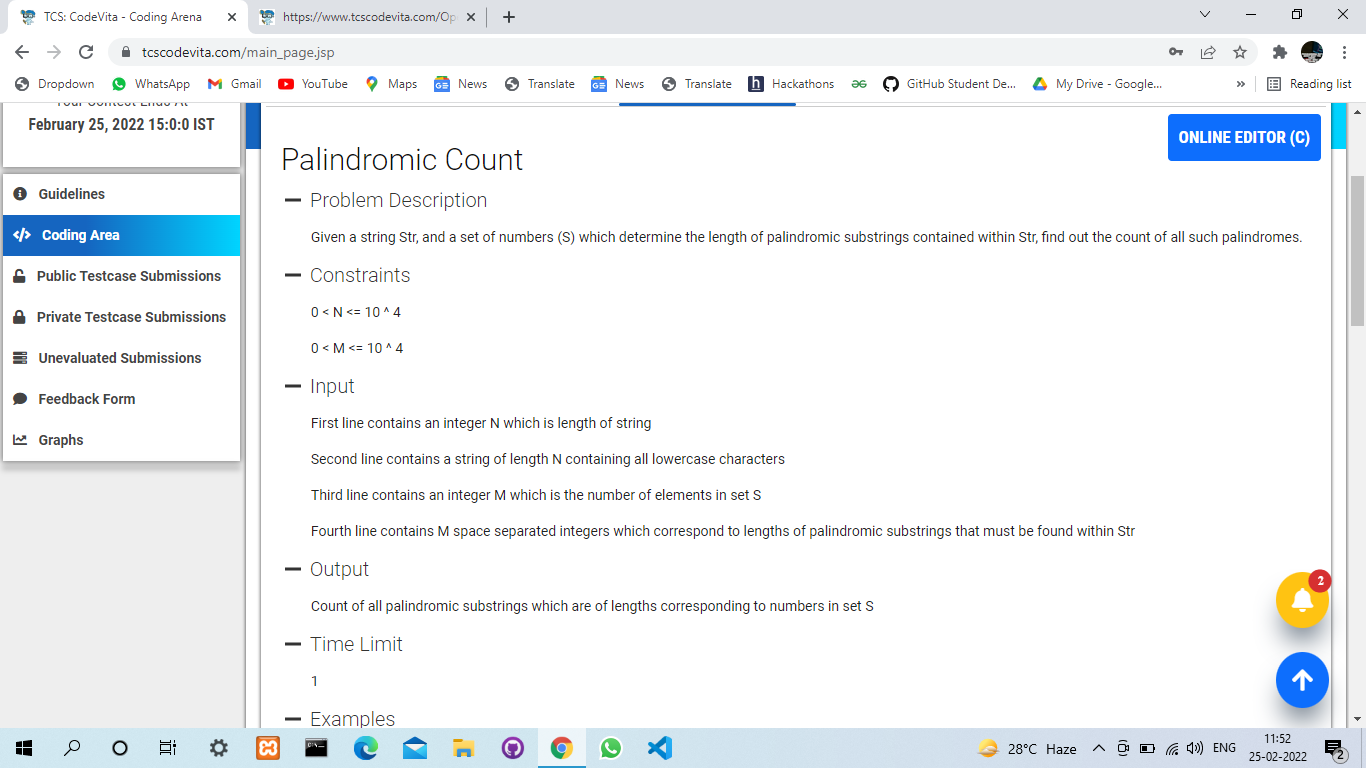 TCS: CodeVita - Coding Arena
https://www.tcscodevita.com/Op
tcscodevita.com/main_page.jsp
Dropdown WhatsApp Gmail YouTube Maps News Translate News Translate Hackathons GitHub Student De... My Drive - Google... » Reading list
Your Contest Ends At
February 25, 2022 15:0:0 IST
Guidelines
Coding Area
Public Testcase Submissions
Private Testcase Submissions
Unevaluated Submissions
Feedback Form
Graphs
ONLINE EDITOR (C)
Palindromic Count
Problem Description
Given a string Str, and a set of numbers (S) which determine the length of palindromic substrings contained within Str, find out the count of all such palindromes.
Constraints
0 < N <= 10 ^ 4
0 < M <= 10 ^ 4
Input
First line contains an integer N which is length of string
Second line contains a string of length N containing all lowercase characters
Third line contains an integer M which is the number of elements in set S
Fourth line contains M space separated integers which correspond to lengths of palindromic substrings that must be found within Str
Output
Count of all palindromic substrings which are of lengths corresponding to numbers in set S
Time Limit
1
Examples
2
28°C Haze
ENG
11:52
25-02-2022
2